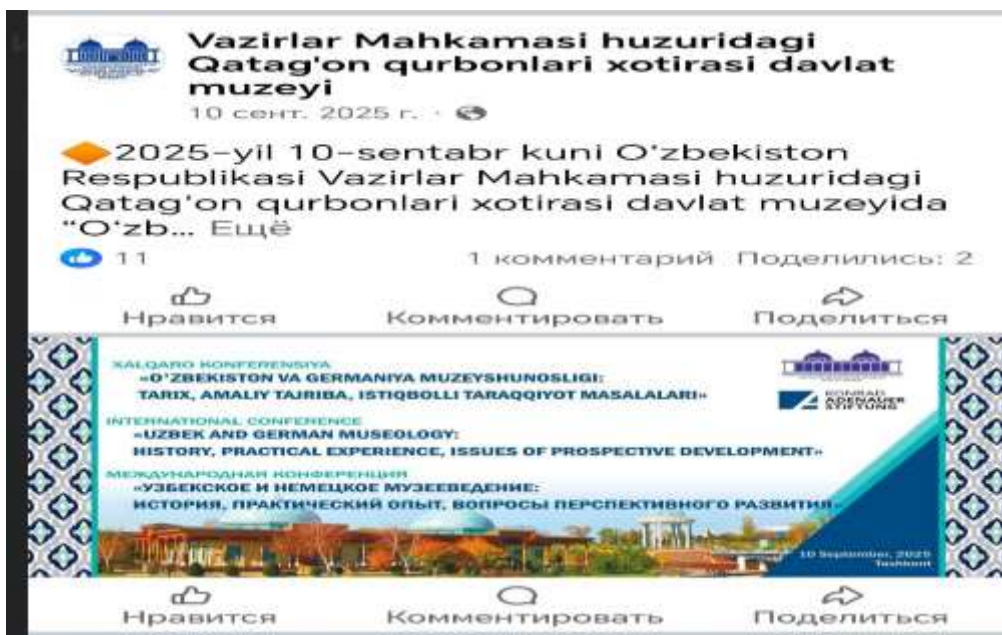 Vazirlar Mahkamasi huzuridagi
Qatag'on qurbonlari xotirasi davlat
muzeyi
10 сент. 2025 г. ·
2025-yil 10-sentabr kuni O'zbekiston
Respublikasi Vazirlar Mahkamasi huzuridagi
Qatag'on qurbonlari xotirasi davlat muzeyida
"O'zb... Ещё
11
1 комментарий Поделились: 2
Нравится
Комментировать
Поделиться
XALQARO KONFERENSIYA
«O'ZBEKISTON VA GERMANIYA MUZEYSHUNOSLIGI:
TARIX, AMALIY TAJRIBA, ISTIQBOLLI TARAQQIYOT MASALALARI»
KONRAD
ADENAUER
STIFTUNG
INTERNATIONAL CONFERENCE
«UZBEK AND GERMAN MUSEOLOGY:
HISTORY, PRACTICAL EXPERIENCE, ISSUES OF PROSPECTIVE DEVELOPMENT»
МЕЖДУНАРОДНАЯ КОНФЕРЕНЦИЯ
«УЗБЕКСКОЕ И НЕМЕЦКОЕ МУЗЕЕВЕДЕНИЕ:
ИСТОРИЯ, ПРАКТИЧЕСКИЙ ОПЫТ, ВОПРОСЫ ПЕРСПЕКТИВНОГО РАЗВИТИЯ»
10 September, 2025
Tashkent
Нравится
Комментировать
Поделиться